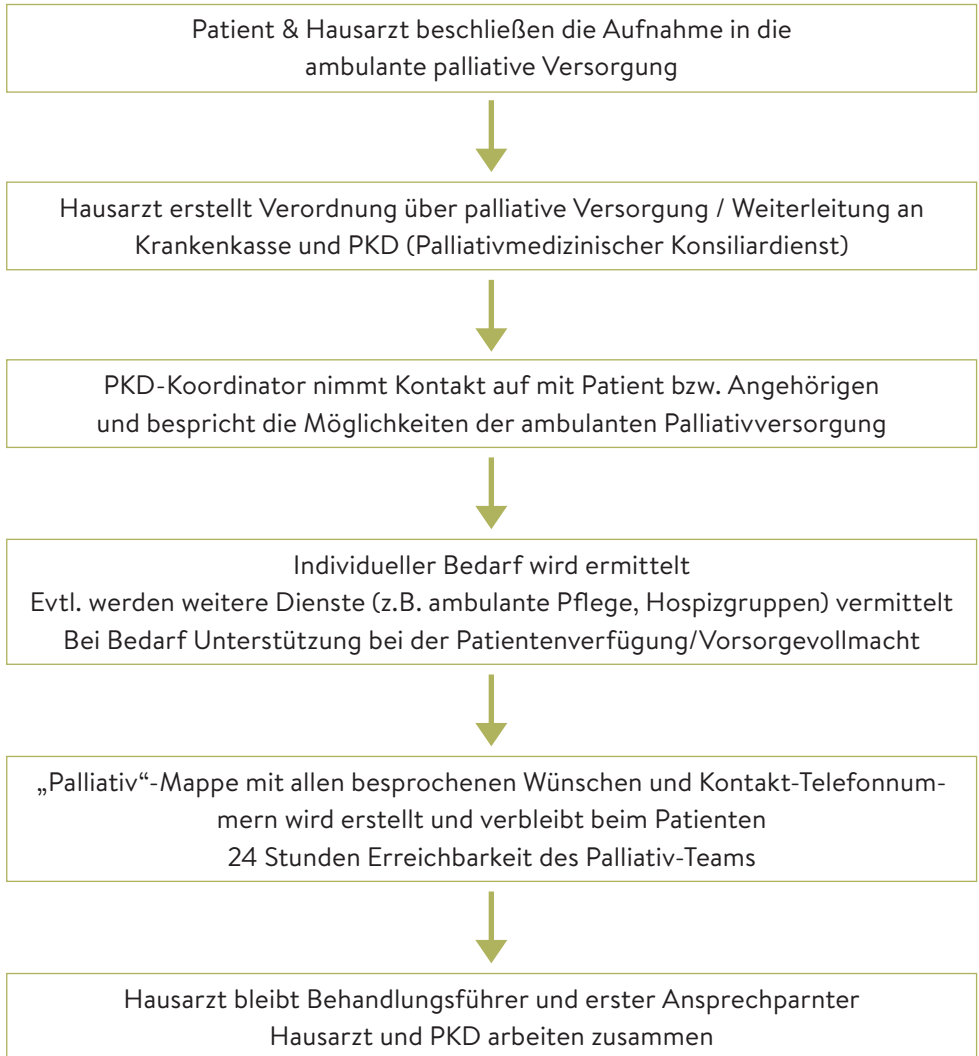 Patient & Hausarzt beschließen die Aufnahme in die
ambulante palliative Versorgung
Hausarzt erstellt Verordnung über palliative Versorgung / Weiterleitung an
Krankenkasse und PKD (Palliativmedizinischer Konsiliardienst)
PKD-Koordinator nimmt Kontakt auf mit Patient bzw. Angehörigen
und bespricht die Möglichkeiten der ambulanten Palliativversorgung
Individueller Bedarf wird ermittelt
Evtl. werden weitere Dienste (z.B. ambulante Pflege, Hospizgruppen) vermittelt
Bei Bedarf Unterstützung bei der Patientenverfügung/Vorsorgevollmacht
„Palliativ“-Mappe mit allen besprochenen Wünschen und Kontakt-Telefonnum-
mern wird erstellt und verbleibt beim Patienten
24 Stunden Erreichbarkeit des Palliativ-Teams
Hausarzt bleibt Behandlungsführer und erster Ansprechparnter
Hausarzt und PKD arbeiten zusammen